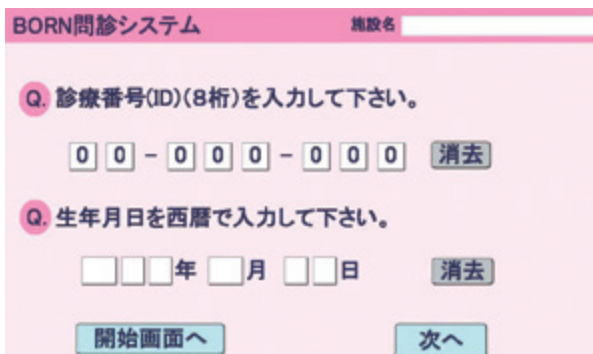 BORN問診システム 施設名
Q. 診療番号(ID)(8桁)を入力して下さい。
0 0 - 0 0 0 - 0 0 0 消去
Q. 生年月日を西暦で入力して下さい。
年 月 日 消去
開始画面へ 次へ